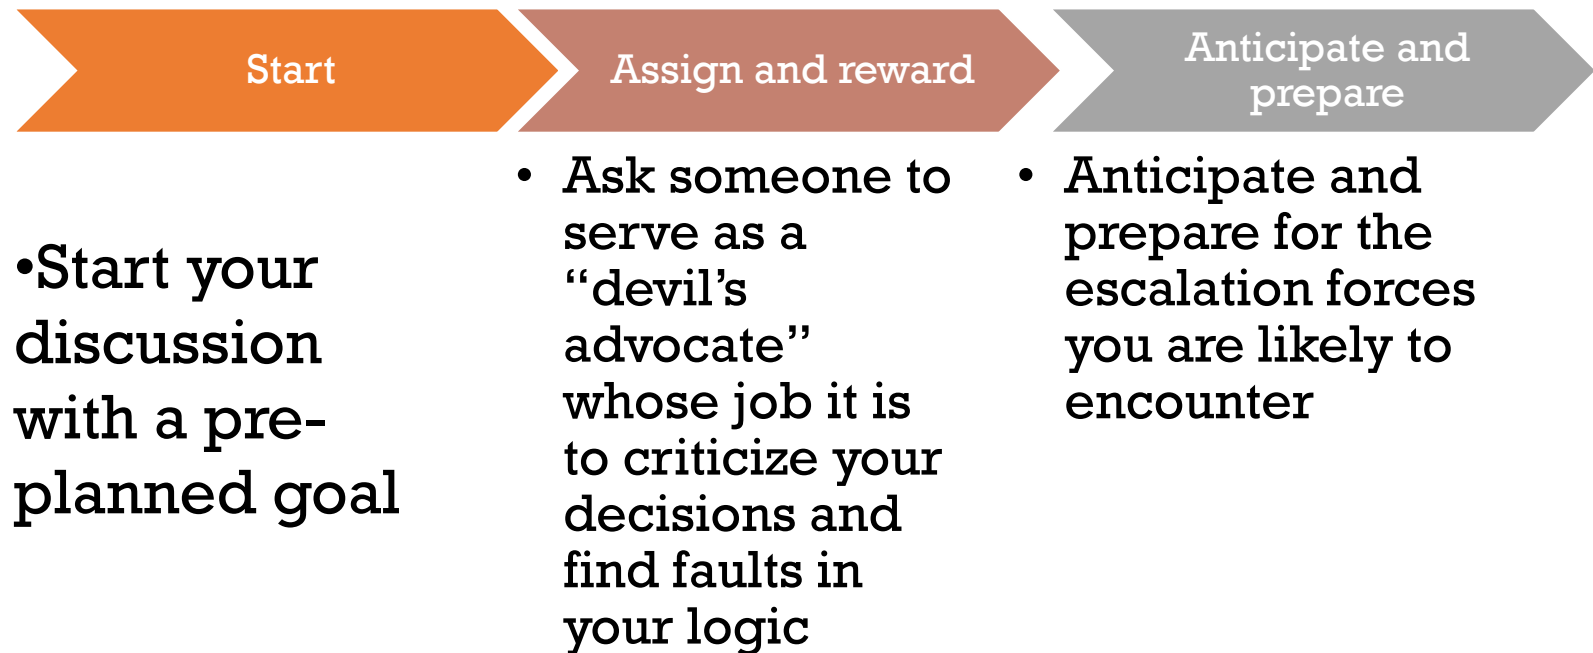 Start
Assign and reward
Anticipate and
prepare
•Start your
discussion
with a pre-
planned goal
• Ask someone to
serve as a
“devil’s
advocate”
whose job it is
to criticize your
decisions and
find faults in
your logic
• Anticipate and
prepare for the
escalation forces
you are likely to
encounter